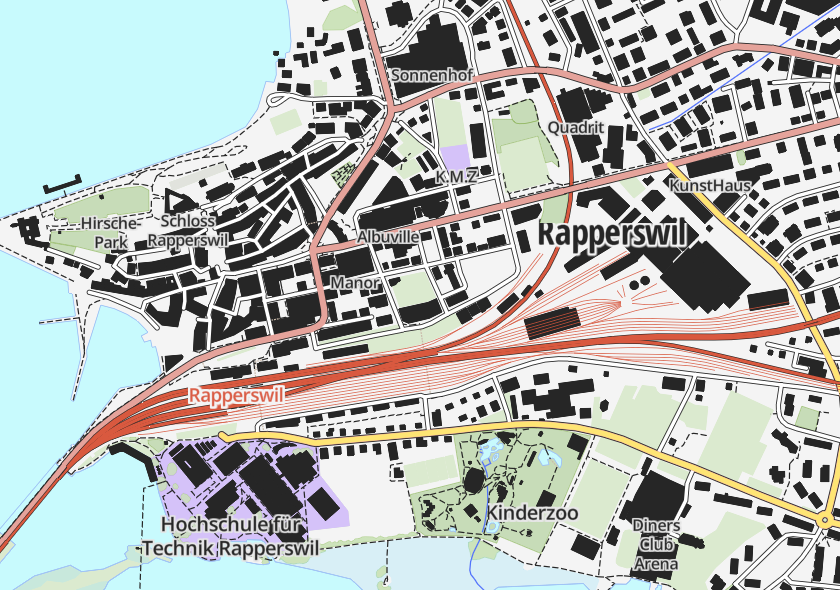 Sonnenhof
Quadrit
K.M.Z
KunstHaus
Hirsche-
Park
Schloss
Rapperswil
Albuville
Rapperswil
Manor
Rapperswil
Kinderzoo
Hochschule für
Technik Rapperswil
Diners
Club
Arena